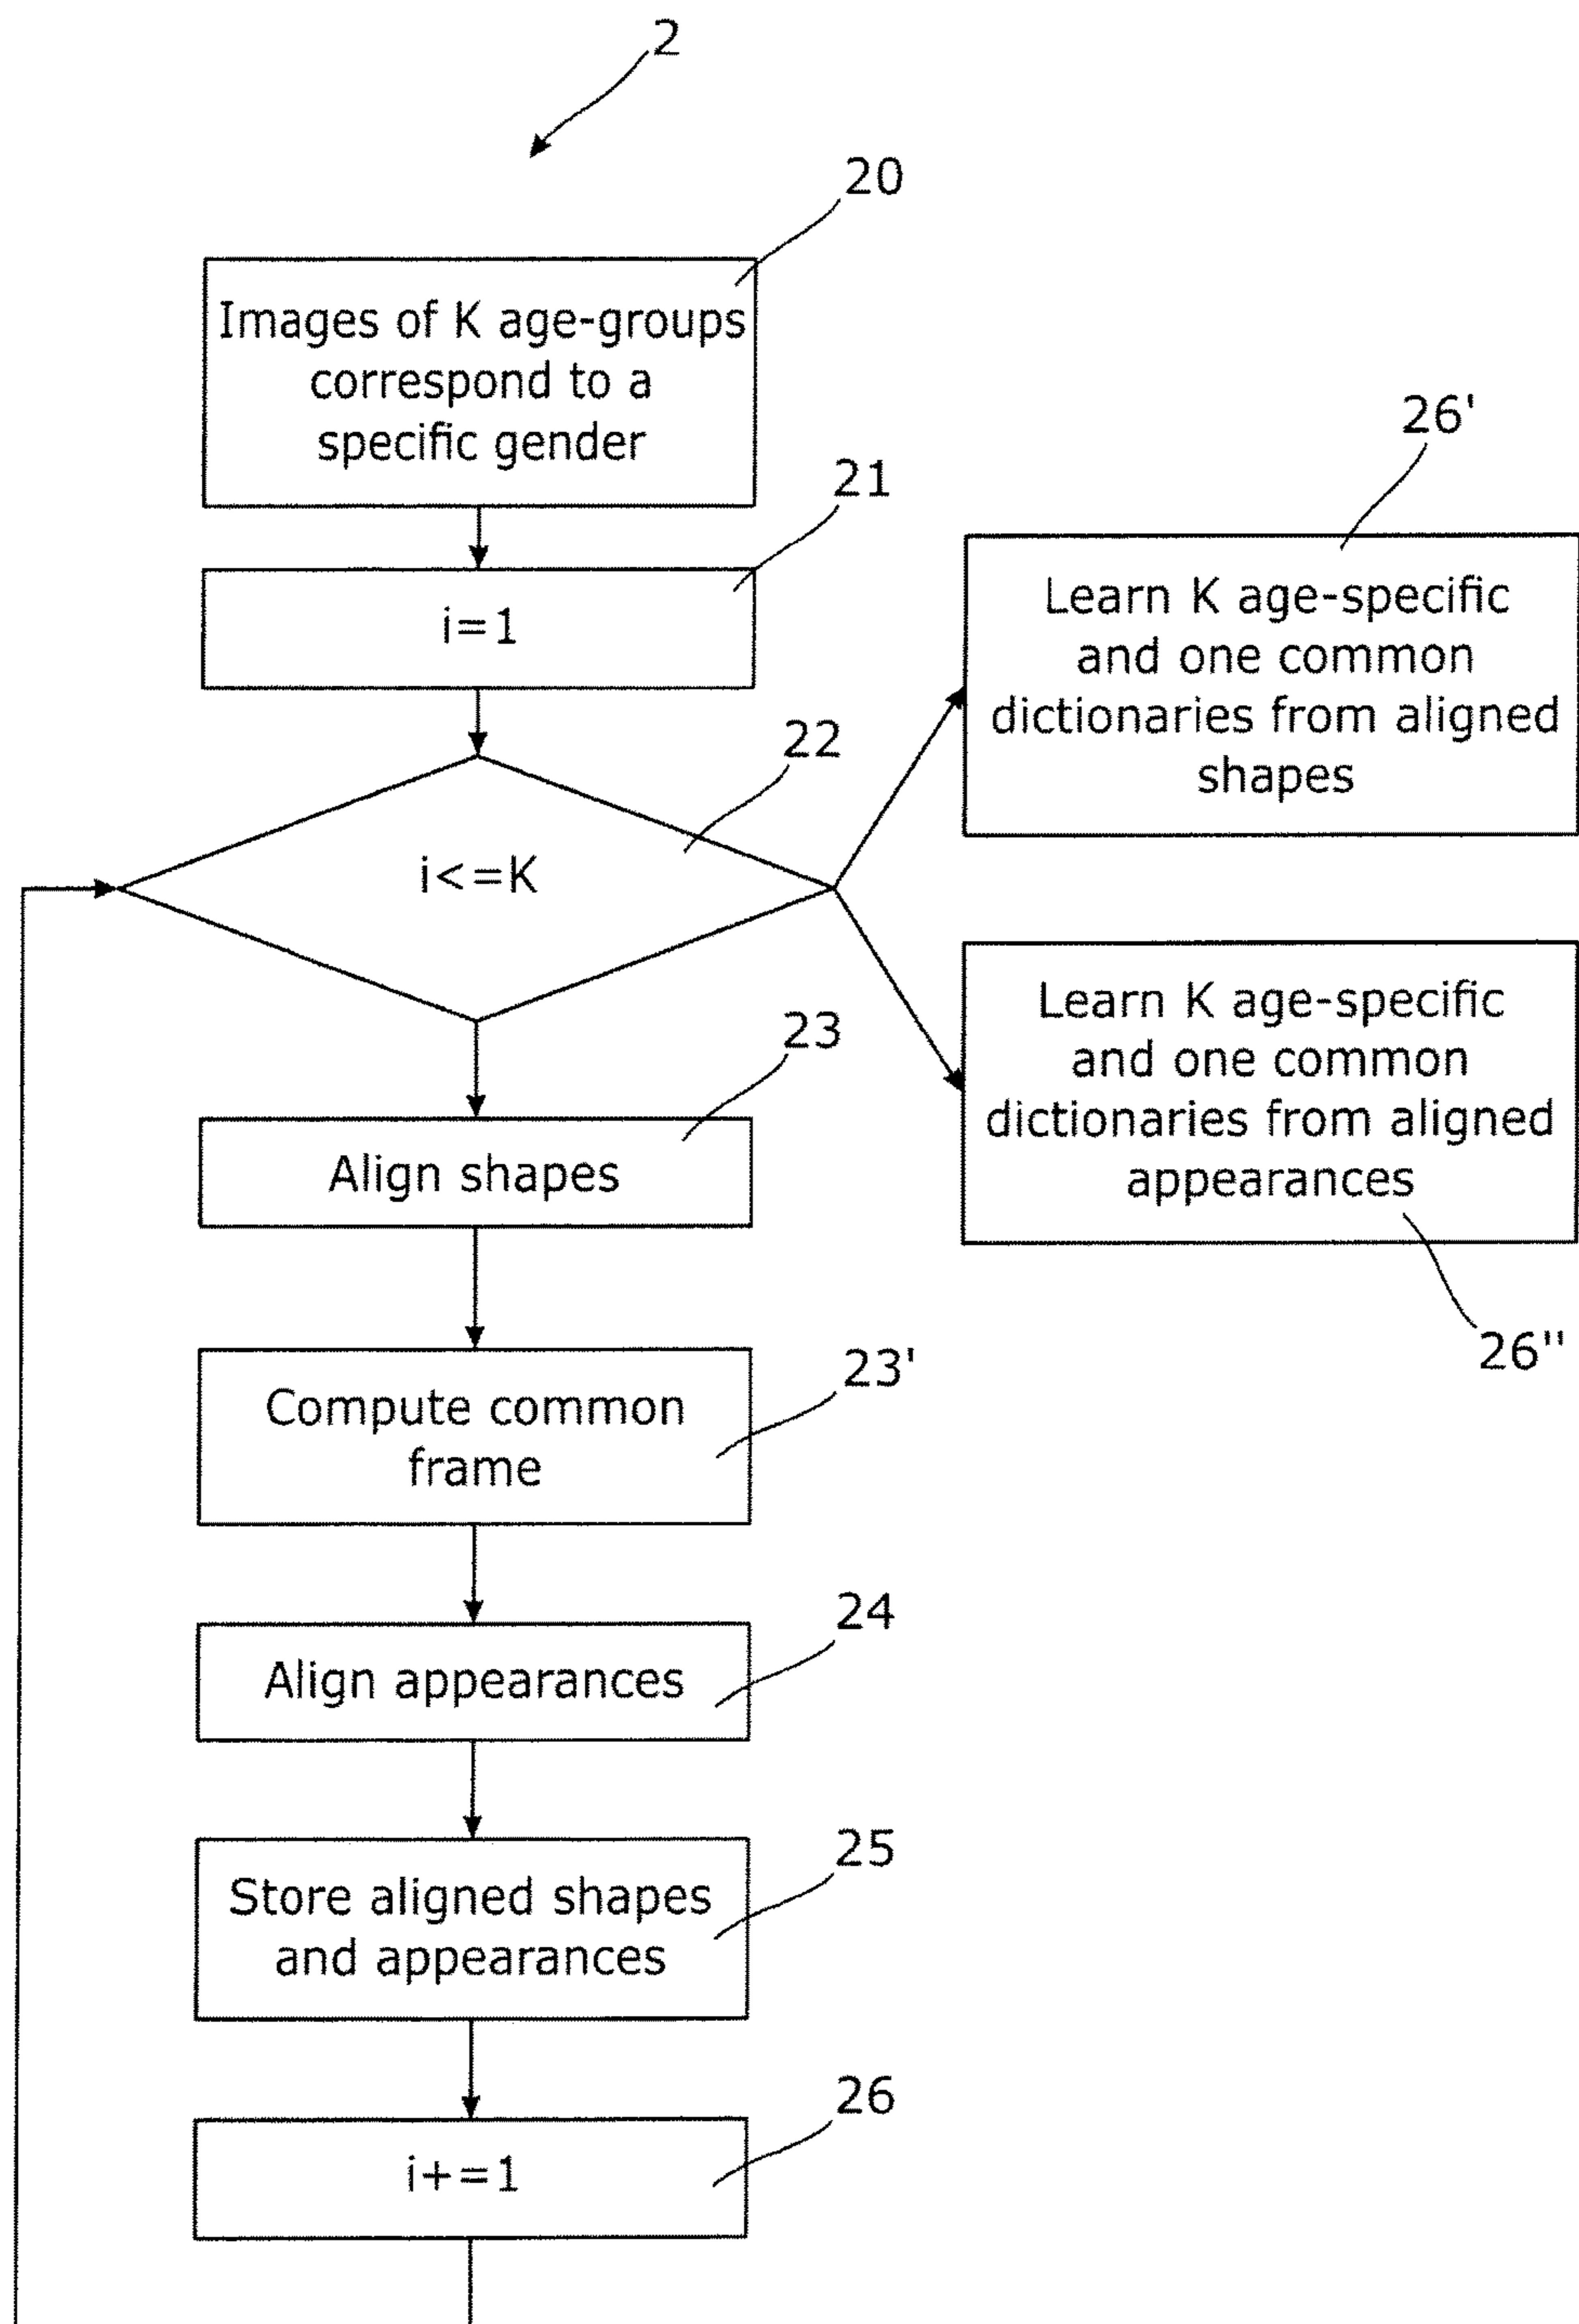 2
20
Images of K age-groups
correspond to a
specific gender
21
i=1
22
i<=K
26'
Learn K age-specific
and one common
dictionaries from aligned
shapes
Learn K age-specific
and one common
dictionaries from aligned
appearances
26''
23
Align shapes
23'
Compute common
frame
24
Align appearances
25
Store aligned shapes
and appearances
26
i+=1